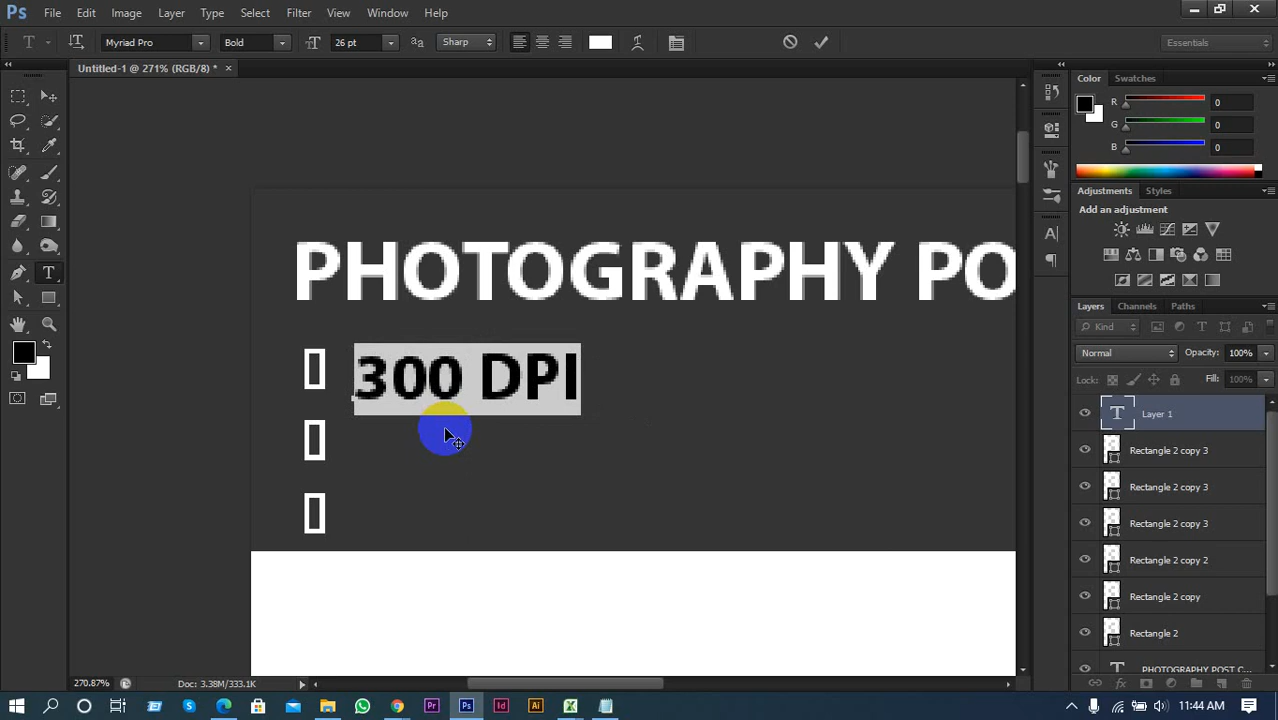 Ps File Edit Image Layer Type Select Filter View Window Help
T Myriad Pro Bold 26 pt Sharp Essentials
Untitled-1 @ 271% (RGB/8) * ×
Color Swatches
R 0
G 0
B 0
Adjustments Styles
Add an adjustment
PHOTOGRAPHY PO
300 DPI
Layers Channels Paths
Kind
Normal Opacity: 100%
Lock: Fill: 100%
Layer 1
Rectangle 2 copy 3
Rectangle 2 copy 3
Rectangle 2 copy 3
Rectangle 2 copy 2
Rectangle 2 copy
Rectangle 2
PHOTOGRAPHY POST C...
270.87% Doc: 3.38M/333.1K
Pr Ps Id Ai 11:44 AM